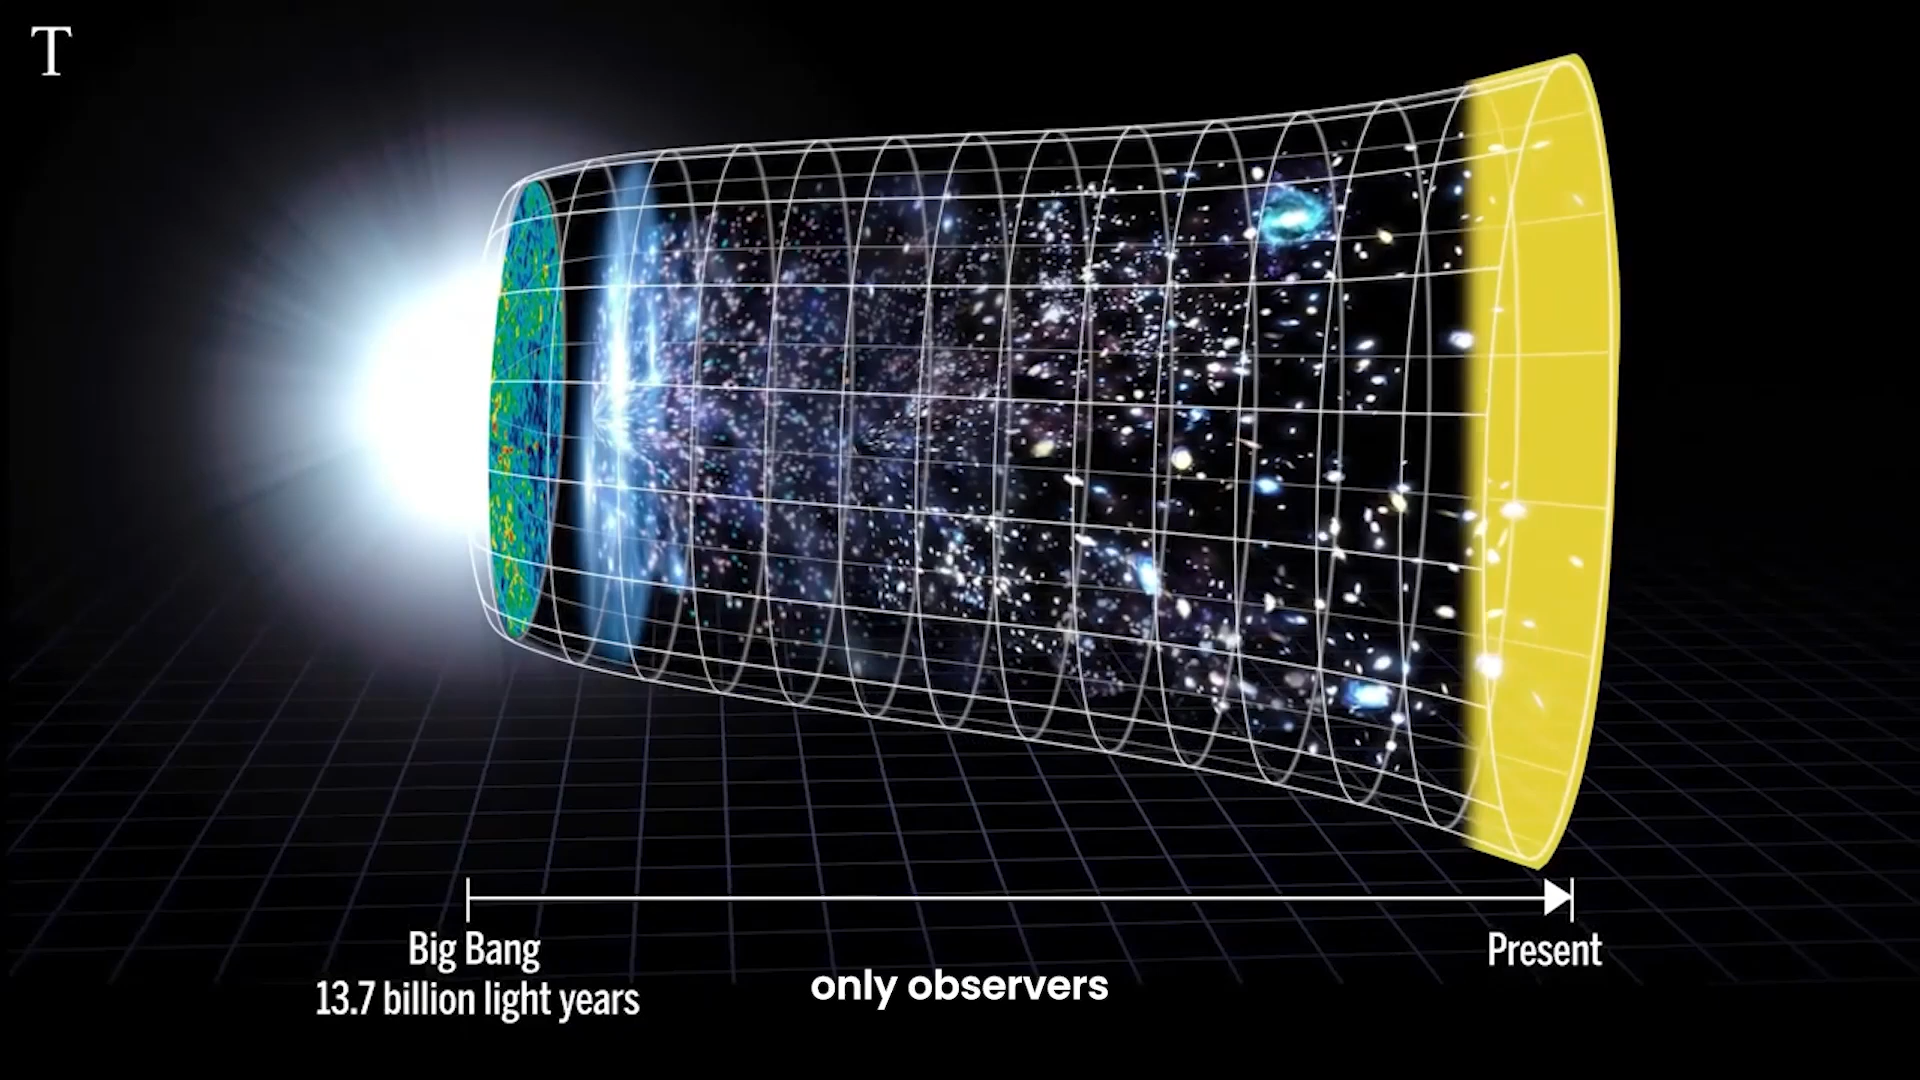 T
Big Bang
13.7 billion light years
only observers
Present